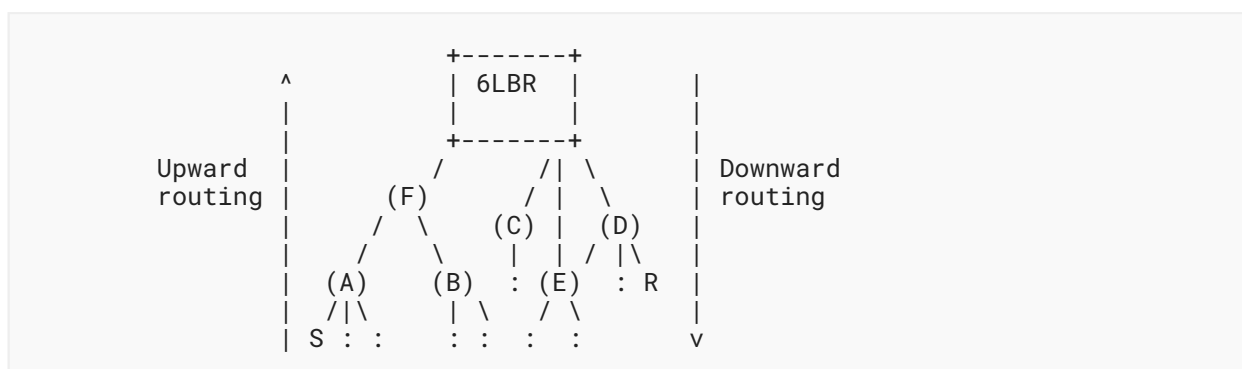 +-------+
        ^          | 6LBR  |       |
        |          |       |       |
        |          +-------+       |
Upward  |         /      /| \      | Downward
routing |      (F)      / |  \     | routing
        |     /  \    (C) |  (D)   |
        |    /    \    |  | / |\   |
        |  (A)    (B)  : (E)  : R  |
        |  /|\     | \   / \       |
        | S : :    : :  :   :      v